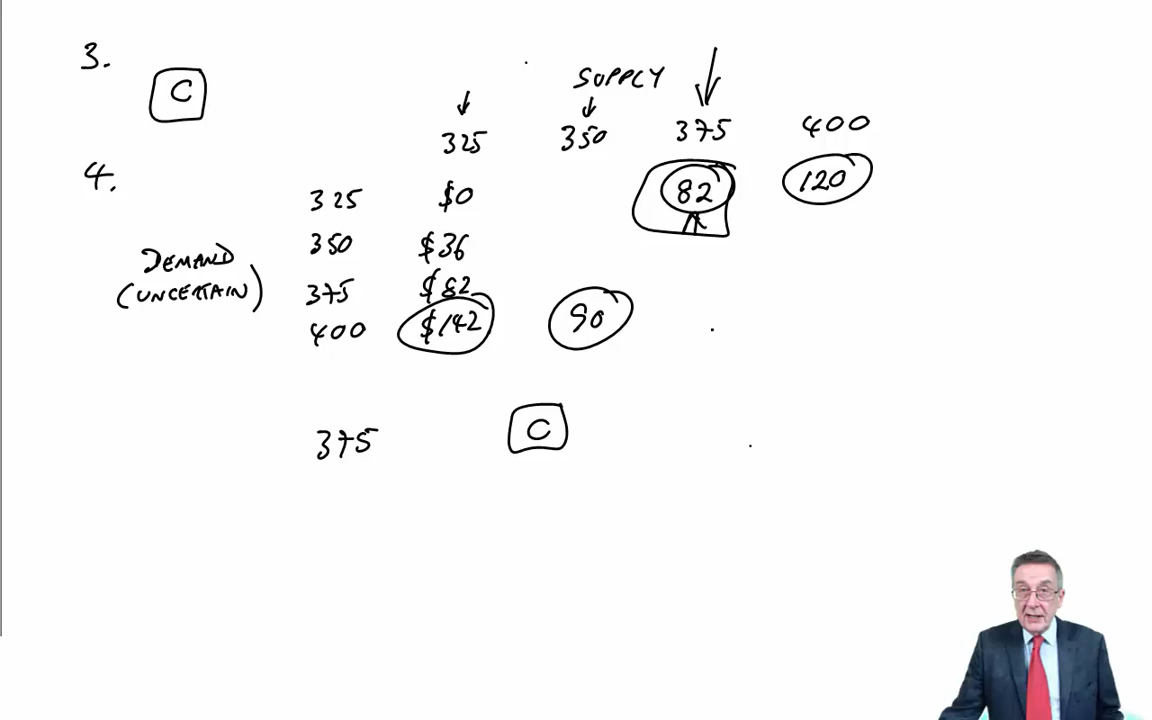 3.
C
SUPPLY
325 350 375 400
4.
325 $0 82 120
350 $36
DEMAND
(UNCERTAIN)
375 $82
400 $142 90
375 C